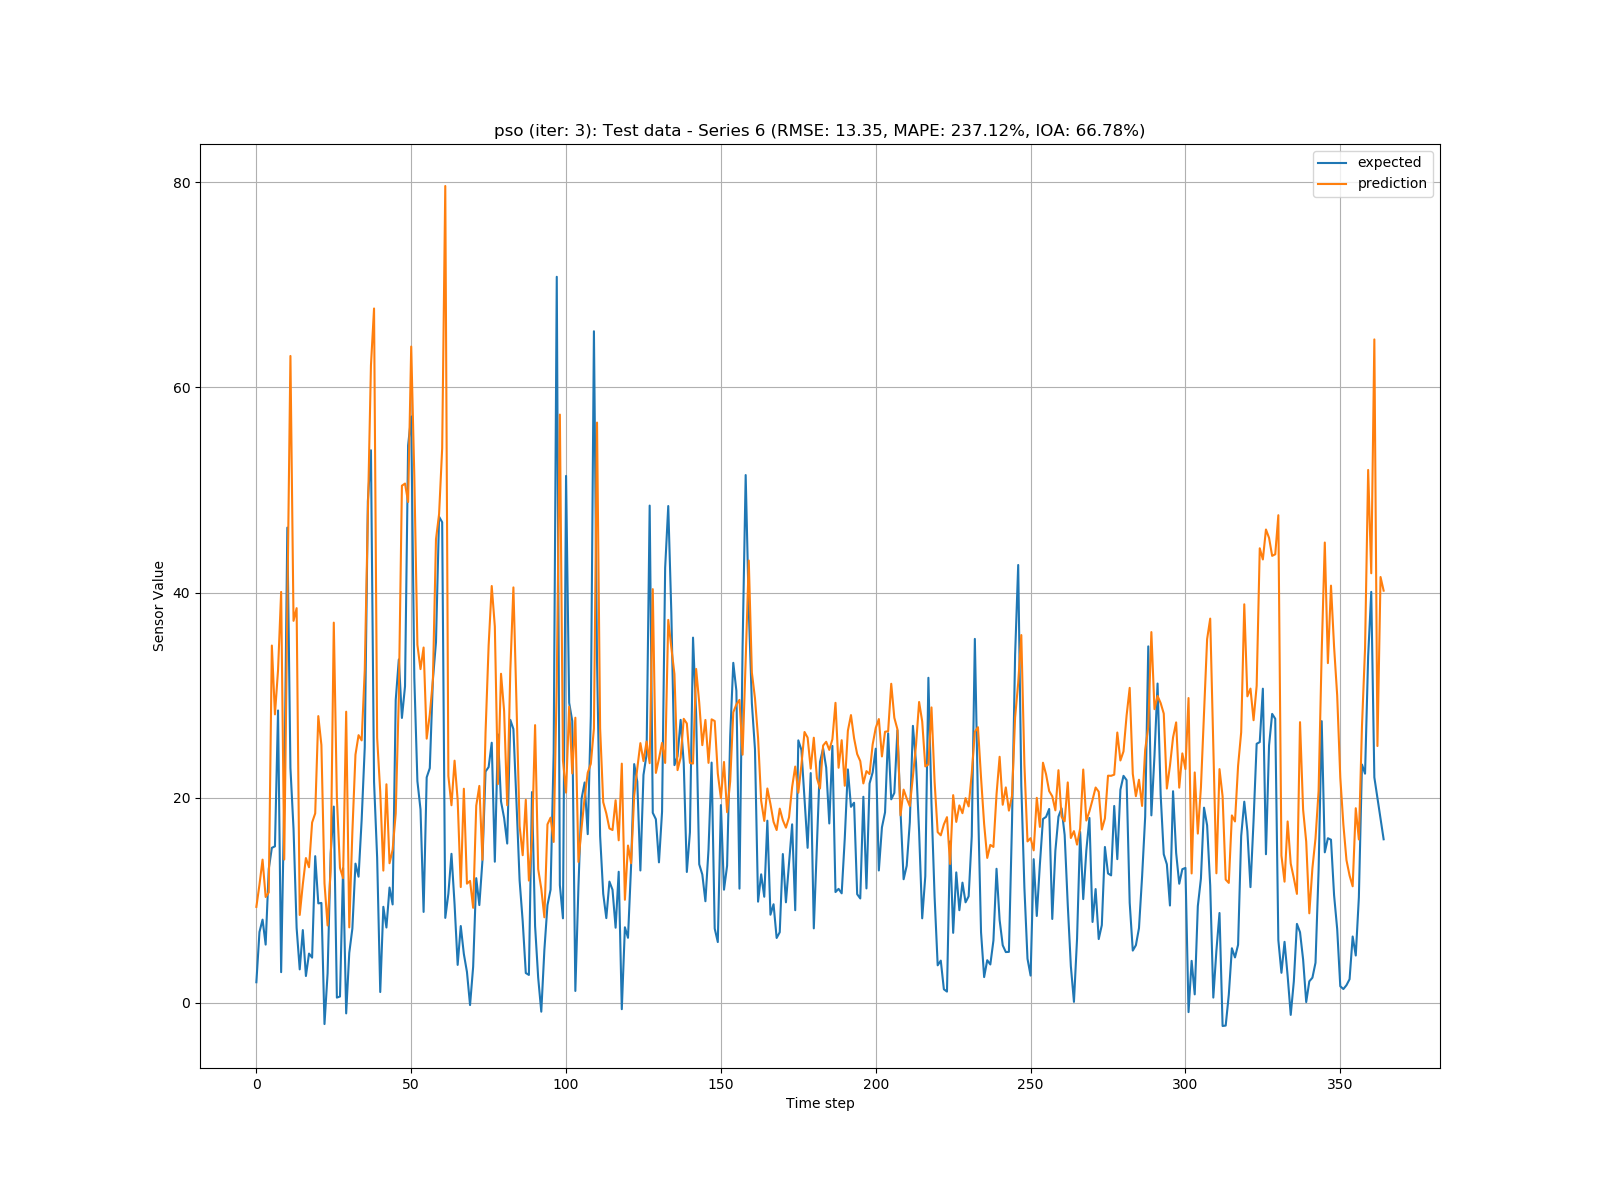 pso (iter: 3): Test data - Series 6 (RMSE: 13.35, MAPE: 237.12%, IOA: 66.78%)
expected
prediction
80
60
40
20
0
Sensor Value
0 50 100 150 200 250 300 350
Time step